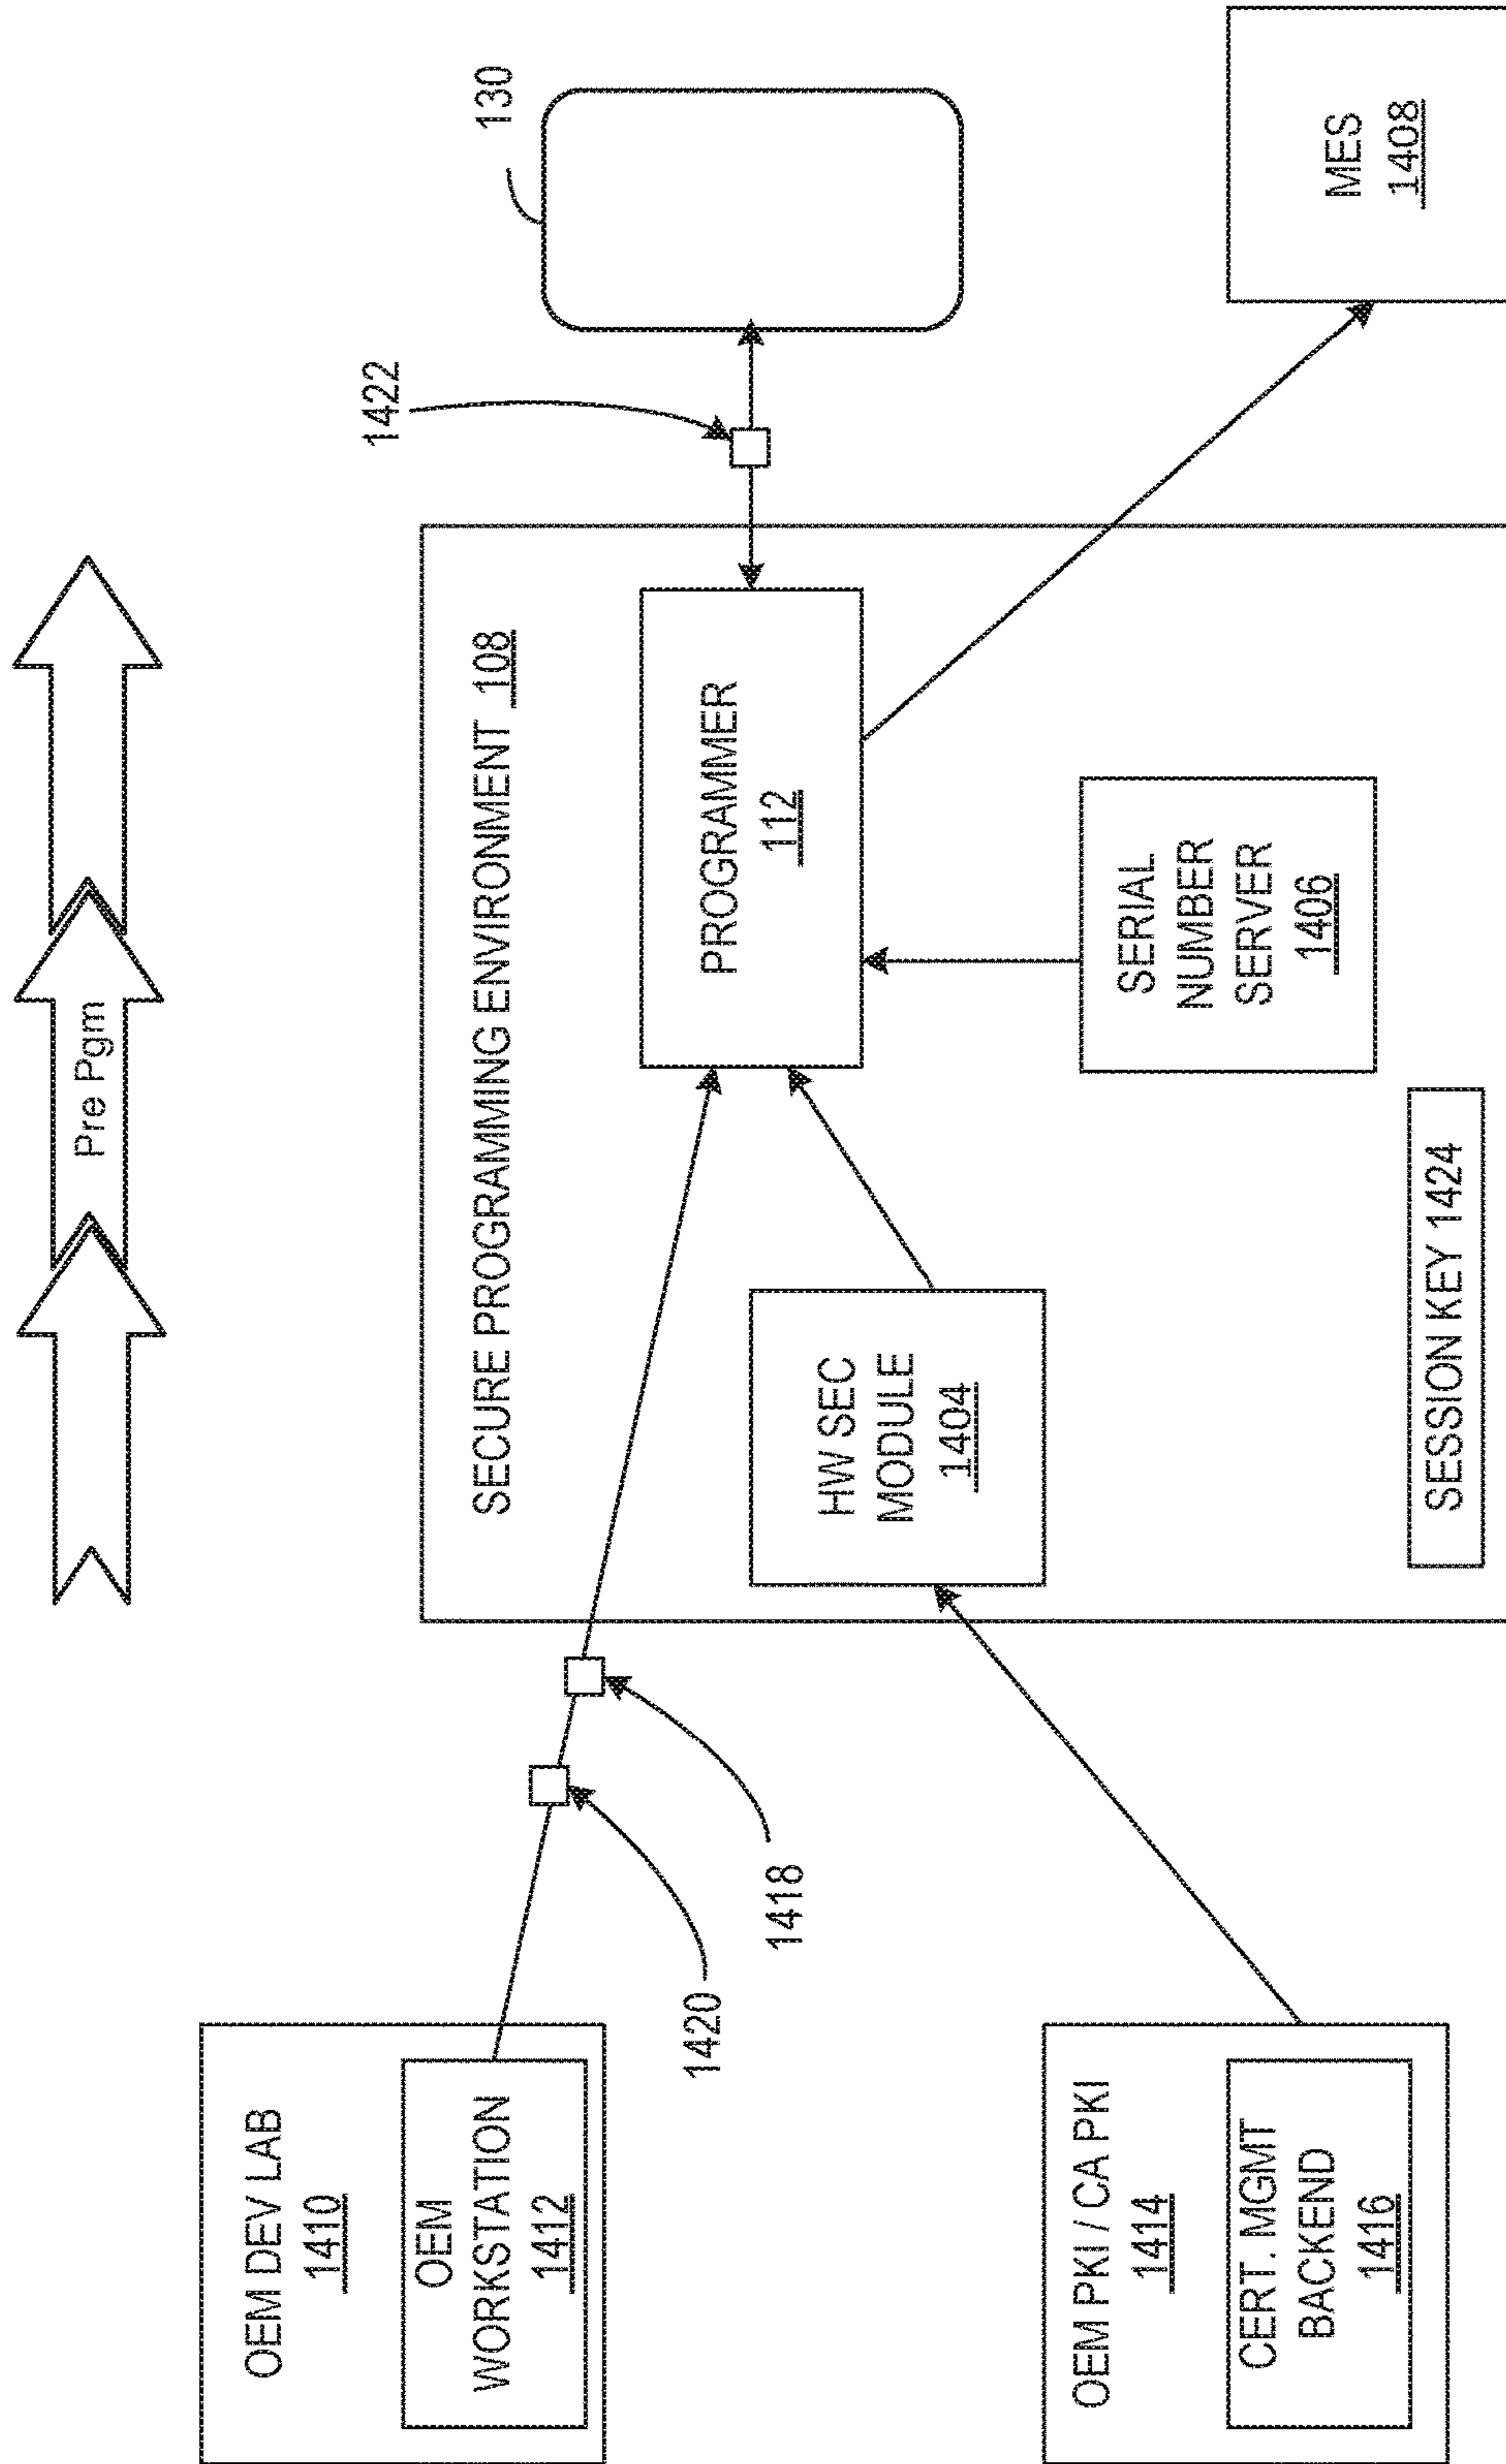 Pre Pgm
OEM DEV LAB
1410
OEM
WORKSTATION
1412
1420
1418
OEM PKI / CA PKI
1414
CERT. MGMT
BACKEND
1416
SECURE PROGRAMMING ENVIRONMENT 108
PROGRAMMER
112
HW SEC
MODULE
1404
SERIAL
NUMBER
SERVER
1406
SESSION KEY 1424
1422
130
MES
1408